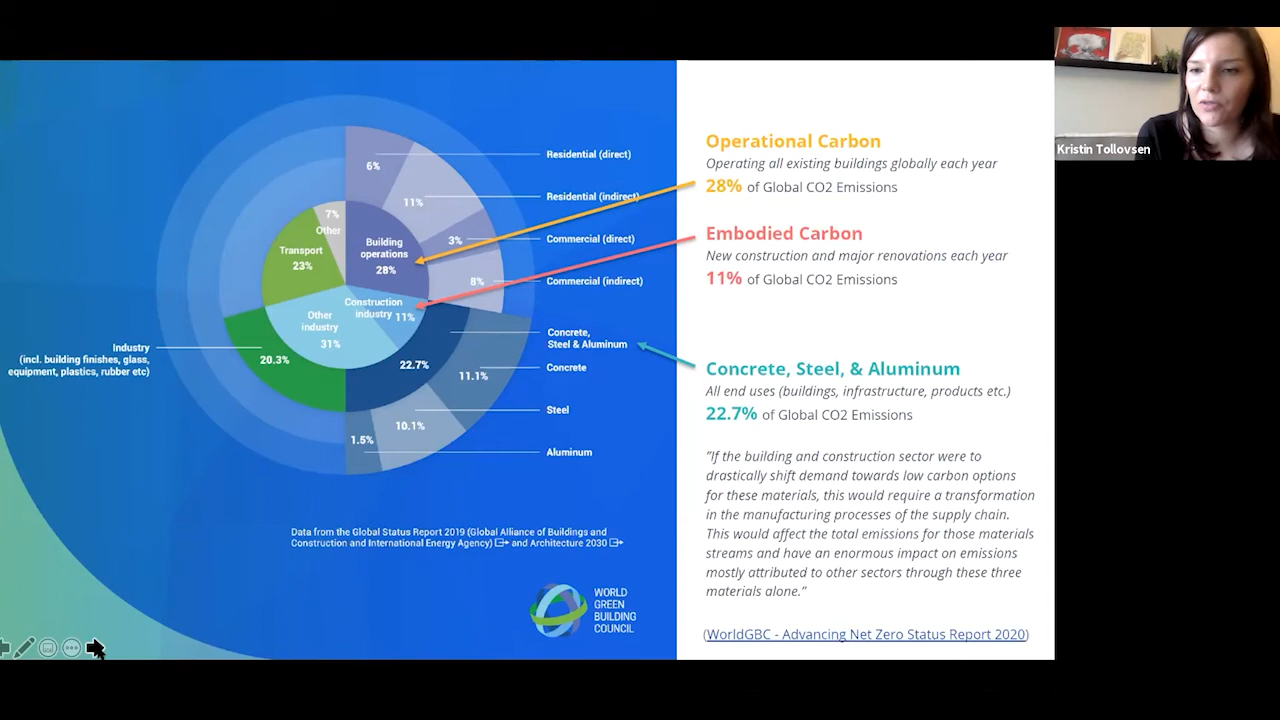 Residential (direct)
6%
Residential (indirect)
11%
7%
Other
Transport
23%
Building
operations
28%
3%
Commercial (direct)
8%
Commercial (indirect)
Construction
industry 11%
Other
industry
31%
Concrete,
Steel & Aluminum
Industry
(incl. building finishes, glass,
equipment, plastics, rubber etc)
20.3%
22.7%
11.1%
Concrete
Steel
10.1%
1.5%
Aluminum
Data from the Global Status Report 2019 (Global Alliance of Buildings and
Construction and International Energy Agency) and Architecture 2030
WORLD
GREEN
BUILDING
COUNCIL
Operational Carbon
Operating all existing buildings globally each year
28% of Global CO2 Emissions
Embodied Carbon
New construction and major renovations each year
11% of Global CO2 Emissions
Concrete, Steel, & Aluminum
All end uses (buildings, infrastructure, products etc.)
22.7% of Global CO2 Emissions
"If the building and construction sector were to
drastically shift demand towards low carbon options
for these materials, this would require a transformation
in the manufacturing processes of the supply chain.
This would affect the total emissions for those materials
streams and have an enormous impact on emissions
mostly attributed to other sectors through these three
materials alone."
(WorldGBC - Advancing Net Zero Status Report 2020)
Kristin Tollovsen